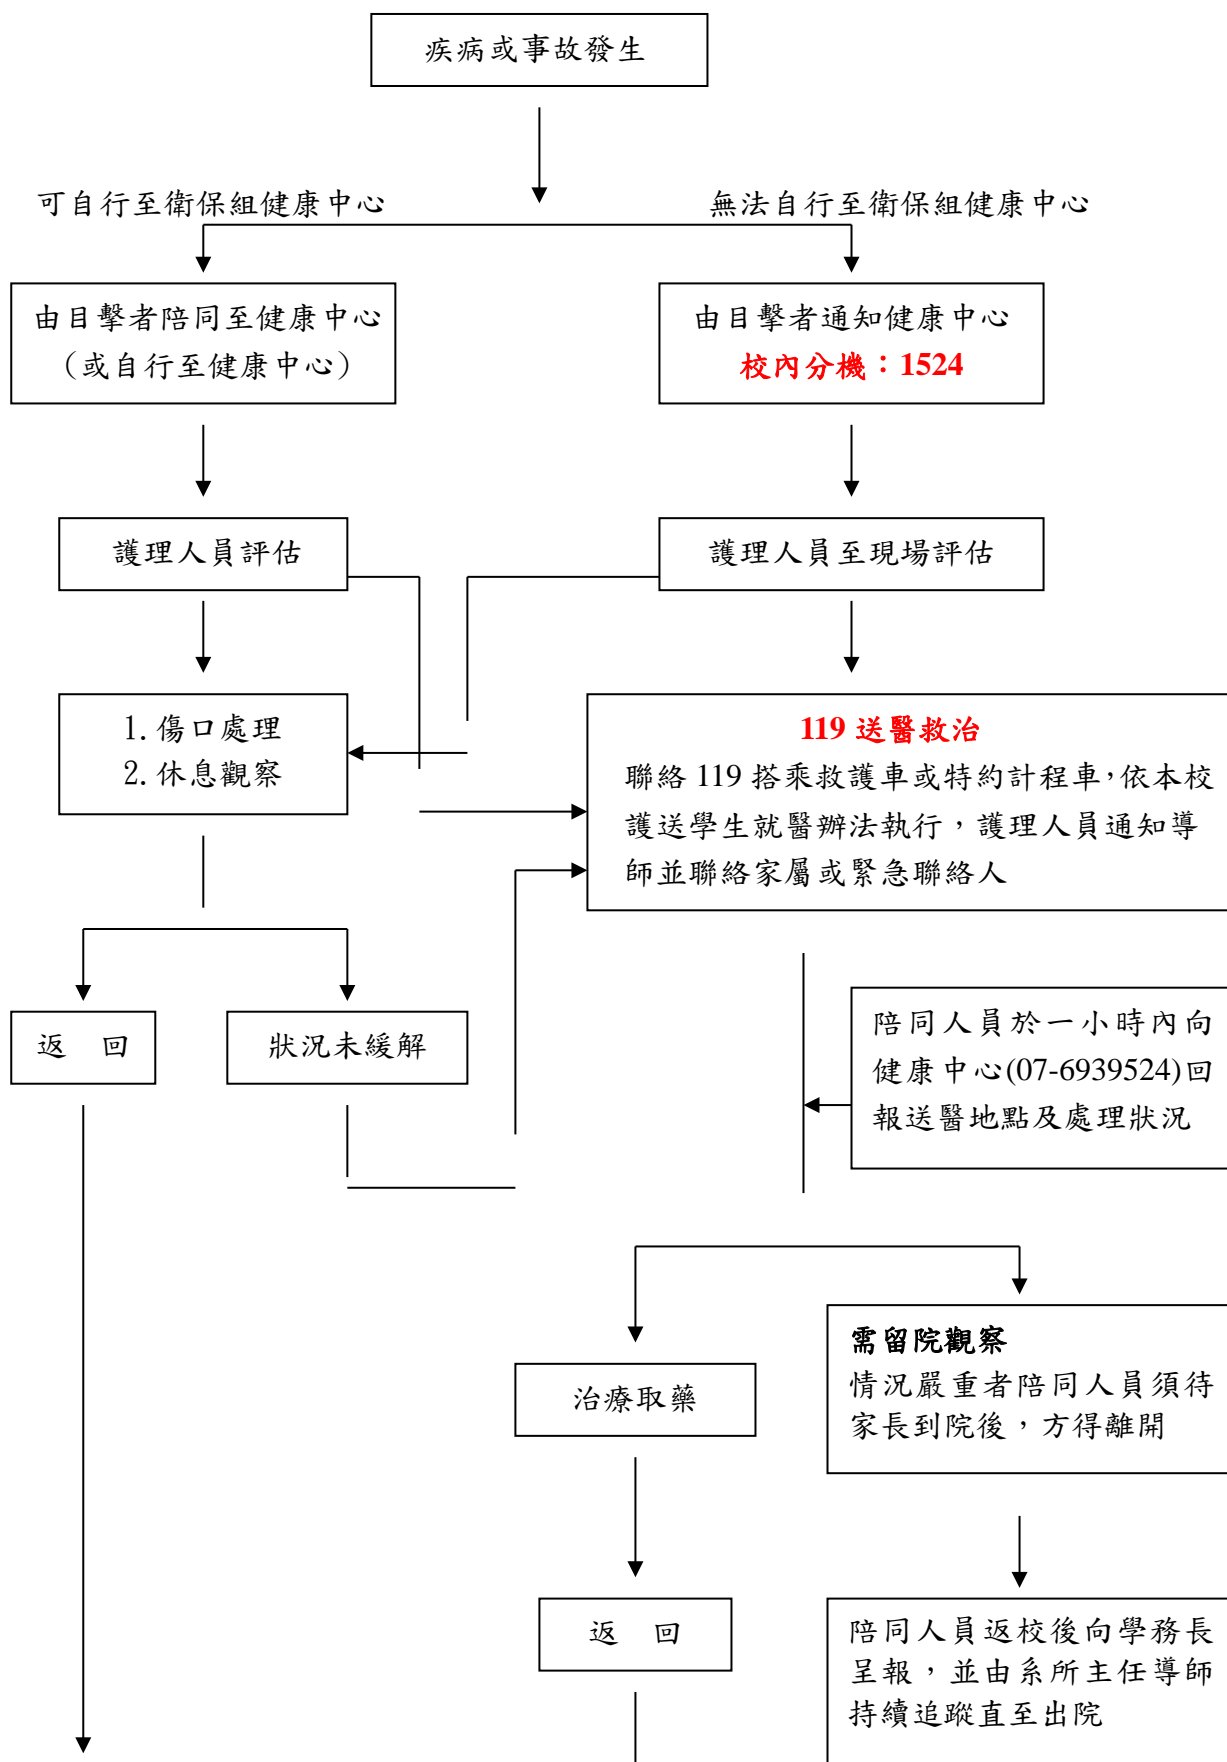 疾病或事故發生
可自行至衛保組健康中心
無法自行至衛保組健康中心
由目擊者陪同至健康中心
（或自行至健康中心）
由目擊者通知健康中心
校內分機：1524
護理人員評估
護理人員至現場評估
1.傷口處理
2.休息觀察
119 送醫救治
聯絡 119 搭乘救護車或特約計程車，依本校
護送學生就醫辦法執行，護理人員通知導
師並聯絡家屬或緊急聯絡人
返　回
狀況未緩解
陪同人員於一小時內向
健康中心(07-6939524)回
報送醫地點及處理狀況
治療取藥
需留院觀察
情況嚴重者陪同人員須待
家長到院後，方得離開
返　回
陪同人員返校後向學務長
呈報，並由系所主任導師
持續追蹤直至出院